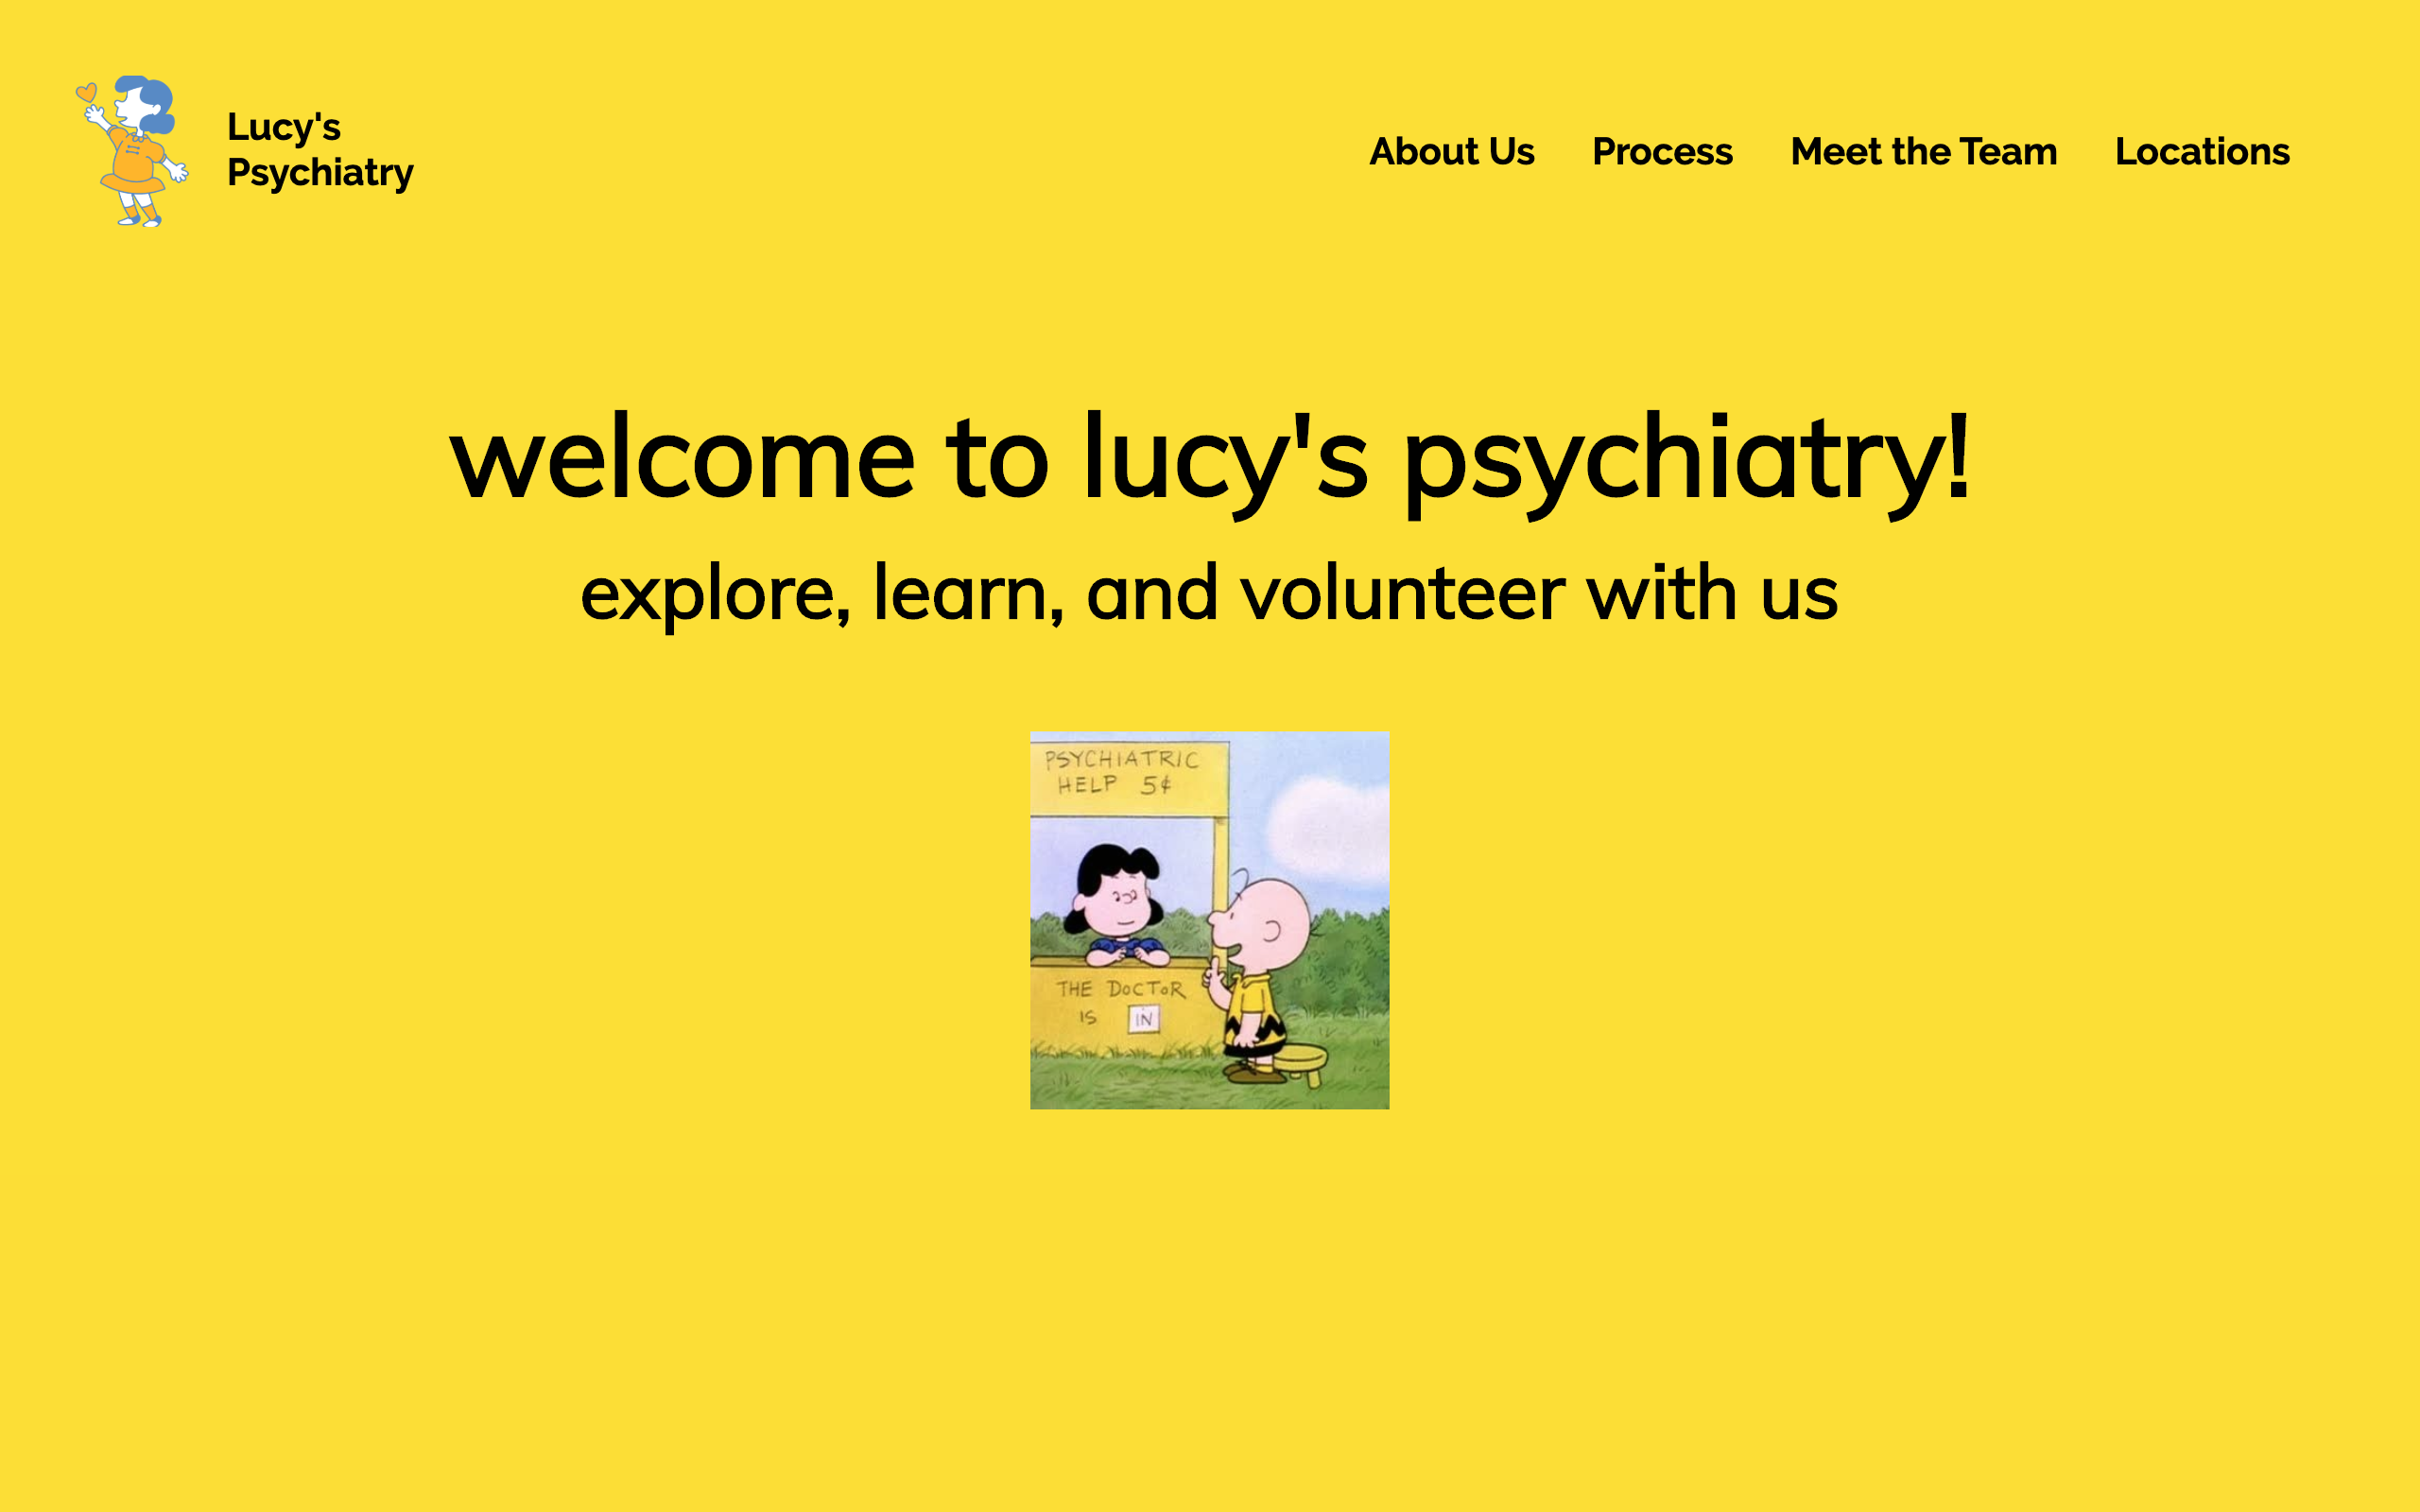 Lucy's
Psychiatry
About Us Process Meet the Team Locations
welcome to lucy's psychiatry!
explore, learn, and volunteer with us
PSYCHIATRIC
HELP 5¢
THE DOCTOR
IS IN